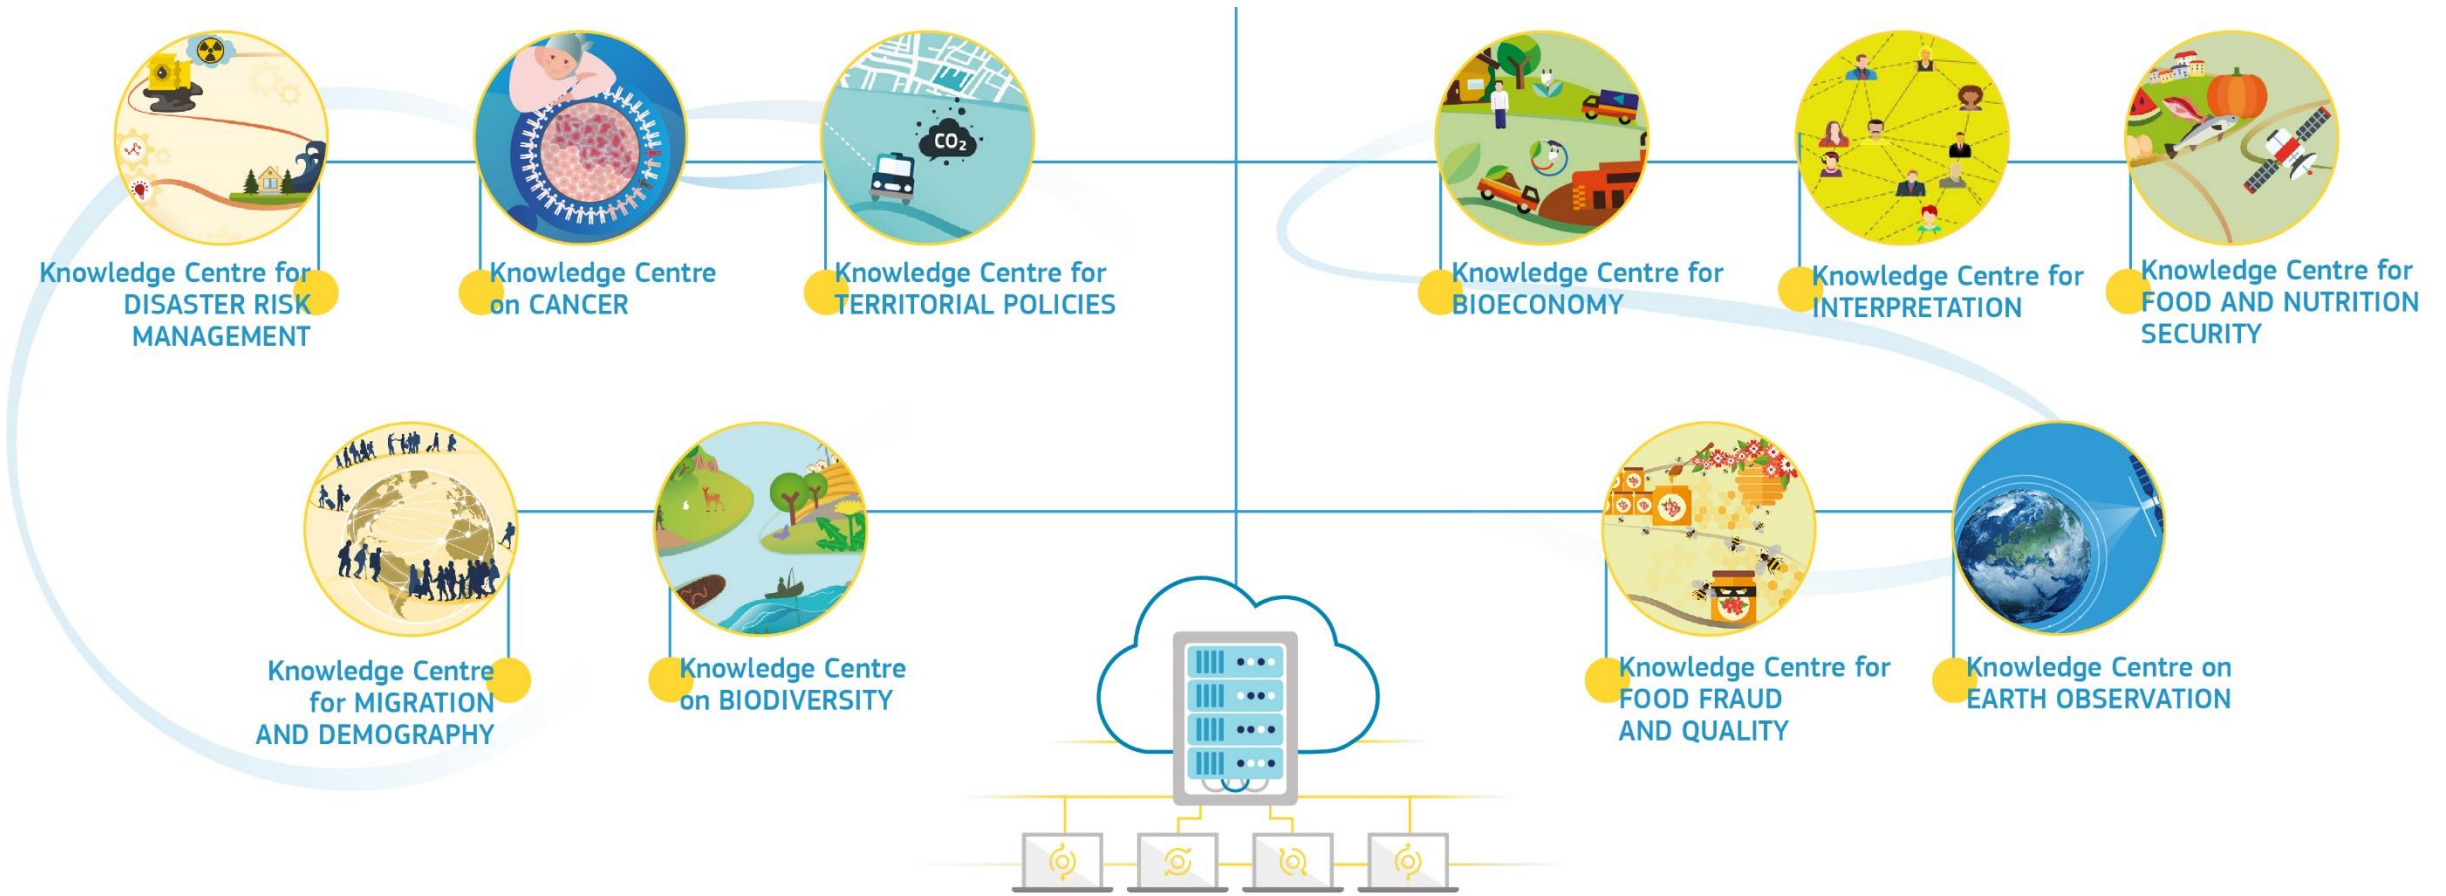 CO₂
Knowledge Centre for
DISASTER RISK
MANAGEMENT
Knowledge Centre
on CANCER
Knowledge Centre for
TERRITORIAL POLICIES
Knowledge Centre for
BIOECONOMY
Knowledge Centre for
INTERPRETATION
Knowledge Centre for
FOOD AND NUTRITION
SECURITY
Knowledge Centre
for MIGRATION
AND DEMOGRAPHY
Knowledge Centre
on BIODIVERSITY
Knowledge Centre for
FOOD FRAUD
AND QUALITY
Knowledge Centre on
EARTH OBSERVATION